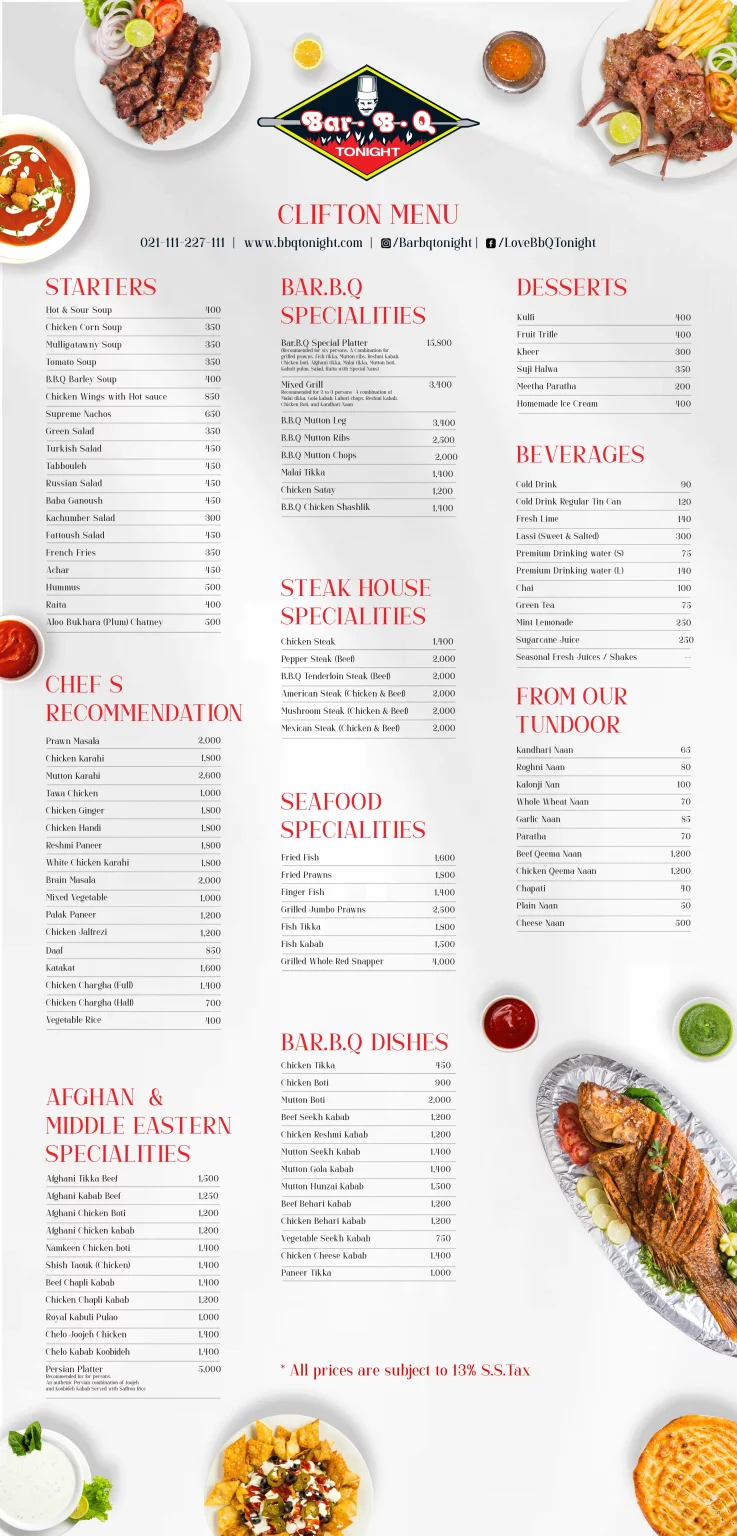 Bar-B-Q
TONIGHT
CLIFTON MENU
021-111-227-111 | www.bbqtonight.com | /Barbqtonight | /LoveBbQTonight
STARTERS
Hot & Sour Soup 400
Chicken Corn Soup 350
Mulligatawny Soup 350
Tomato Soup 350
B.B.Q Barley Soup 400
Chicken Wings with Hot sauce 850
Supreme Nachos 650
Green Salad 350
Turkish Salad 450
Tabbouleh 450
Russian Salad 450
Baba Ganoush 450
Kachumber Salad 300
Fattoush Salad 450
French Fries 350
Achar 450
Hummus 500
Raita 400
Aloo Bukhara (Plum) Chatney 500
CHEF S
RECOMMENDATION
Prawn Masala 2,000
Chicken Karahi 1,800
Mutton Karahi 2,600
Tawa Chicken 1,000
Chicken Ginger 1,800
Chicken Handi 1,800
Reshmi Paneer 1,800
White Chicken Karahi 1,800
Brain Masala 2,000
Mixed Vegetable 1,000
Palak Paneer 1,200
Chicken Jalfrezi 1,200
Daal 850
Katakat 1,600
Chicken Chargha (Full) 1,400
Chicken Chargha (Half) 700
Vegetable Rice 400
AFGHAN &
MIDDLE EASTERN
SPECIALITIES
Afghani Tikka Beef 1,500
Afghani Kabab Beef 1,250
Afghani Chicken Boti 1,200
Afghani Chicken kabab 1,200
Namkeen Chicken boti 1,400
Shish Taouk (Chicken) 1,400
Beef Chapli Kabab 1,400
Chicken Chapli Kabab 1,200
Royal Kabuli Pulao 1,000
Chelo Joojeh Chicken 1,400
Chelo Kabab Koobideh 1,400
Persian Platter 5,000
Recommended for for persons.
An authenic Persian combination of Joojeh
and koobideh Kabab Served with Saffron Rice
BAR.B.Q
SPECIALITIES
Bar.B.Q Special Platter 15,800
(Recommended for six persons. A Combination for
grilled prawns, Fish tikka, Mutton ribs, Reshmi kabab,
Chicken boti, Afghani tikka, Malai tikka, Mutton boti,
Kabuli pulao, Salad, Raita with Special Nans)
Mixed Grill 3,400
Recommended for 2 to 3 persons. A combination of
Malai tikka, Gola kabab, Lahori chops, Reshmi Kabab,
Chicken Boti, and Kandhari Naan
B.B.Q Mutton Leg 3,400
B.B.Q Mutton Ribs 2,500
B.B.Q Mutton Chops 2,000
Malai Tikka 1,400
Chicken Satay 1,200
B.B.Q Chicken Shashlik 1,400
STEAK HOUSE
SPECIALITIES
Chicken Steak 1,400
Pepper Steak (Beef) 2,000
B.B.Q Tenderloin Steak (Beef) 2,000
American Steak (Chicken & Beef) 2,000
Mushroom Steak (Chicken & Beef) 2,000
Mexican Steak (Chicken & Beef) 2,000
SEAFOOD
SPECIALITIES
Fried Fish 1,600
Fried Prawns 1,800
Finger Fish 1,400
Grilled Jumbo Prawns 2,500
Fish Tikka 1,800
Fish Kabab 1,500
Grilled Whole Red Snapper 4,000
BAR.B.Q DISHES
Chicken Tikka 450
Chicken Boti 900
Mutton Boti 2,000
Beef Seekh Kabab 1,200
Chicken Reshmi Kabab 1,200
Mutton Seekh Kabab 1,400
Mutton Gola Kabab 1,400
Mutton Hunzai Kabab 1,500
Beef Behari Kabab 1,200
Chicken Behari Kabab 1,200
Vegetable Seekh Kabab 750
Chicken Cheese Kabab 1,400
Paneer Tikka 1,000
DESSERTS
Kulfi 400
Fruit Trifle 400
Kheer 300
Suji Halwa 350
Meetha Paratha 200
Homemade Ice Cream 400
BEVERAGES
Cold Drink 90
Cold Drink Regular Tin Can 120
Fresh Lime 140
Lassi (Sweet & Salted) 300
Premium Drinking water (S) 75
Premium Drinking water (L) 140
Chai 100
Green Tea 75
Mint Lemonade 250
Sugarcane Juice 250
Seasonal Fresh Juices / Shakes --
FROM OUR
TUNDOOR
Kandhari Naan 65
Roghni Naan 80
Kalonji Nan 100
Whole Wheat Naan 70
Garlic Naan 85
Paratha 70
Beef Qeema Naan 1,200
Chicken Qeema Naan 1,200
Chapati 40
Plain Naan 50
Cheese Naan 500
* All prices are subject to 13% S.S.Tax